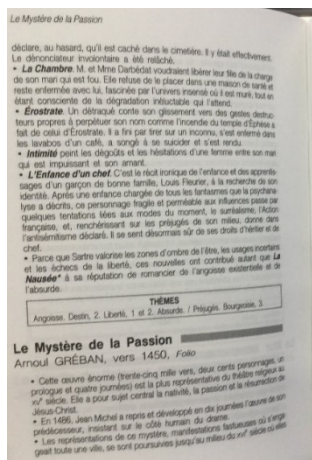 Le Mystère de la Passion
déclare, au hasard, qu'il est caché dans le cimetière. Il y était effectivement.
Le dénonciateur involontaire a été relâché.
• La Chambre. M. et Mme Darbédat voudraient libérer leur fille de la charge
de son mari qui est fou. Elle refuse de le placer dans une maison de santé et
reste enfermée avec lui, fascinée par l'univers insensé où il est muré, tout en
étant consciente de la dégradation inéluctable qui l'attend.
• Érostrate. Un détraqué conte son glissement vers des gestes destruc-
teurs propres à perpétuer son nom comme l'incendie du temple d'Éphèse a
fait de celui d'Érostrate. Il a fini par tirer sur un inconnu, s'est enfermé dans
les lavabos d'un café, a songé à se suicider et s'est rendu.
• Intimité peint les dégoûts et les hésitations d'une femme entre son mari
qui est impuissant et son amant.
• L'Enfance d'un chef. C'est le récit ironique de l'enfance et des apprentis-
sages d'un garçon de bonne famille, Louis Fleurier, à la recherche de son
identité. Après une enfance chargée de tous les fantasmes que la psychana-
lyse a décrits, ce personnage fragile et perméable aux influences passe par
quelques tentations liées aux modes du moment, le surréalisme, l'Action
française, et, renchérissant sur les préjugés de son milieu, donne dans
l'antisémitisme déclaré. Il se sent désormais sûr de ses droits d'héritier et de
chef.
• Parce que Sartre valorise les zones d'ombre de l'être, les usages incertains
et les échecs de la liberté, ces nouvelles ont contribué autant que La
Nausée* à sa réputation de romancier de l'angoisse existentielle et de
l'absurde.
THÈMES
Angoisse. Destin, 2. Liberté, 1 et 2. Absurde. / Préjugés. Bourgeoisie, 3.
Le Mystère de la Passion
Arnoul GRÉBAN, vers 1450, Folio
• Cette œuvre énorme (trente-cinq mille vers, deux cents personnages, un
prologue et quatre journées) est la plus représentative du théâtre religieux au
XVe siècle. Elle a pour sujet central la nativité, la passion et la résurrection de
Jésus-Christ.
• En 1486, Jean Michel a repris et développé en dix journées l'œuvre de son
prédécesseur, insistant sur le côté humain du drame.
• Les représentations de ce mystère, manifestations fastueuses où s'enga-
geait toute une ville, se sont poursuivies jusqu'au milieu du XVIe siècle où elles